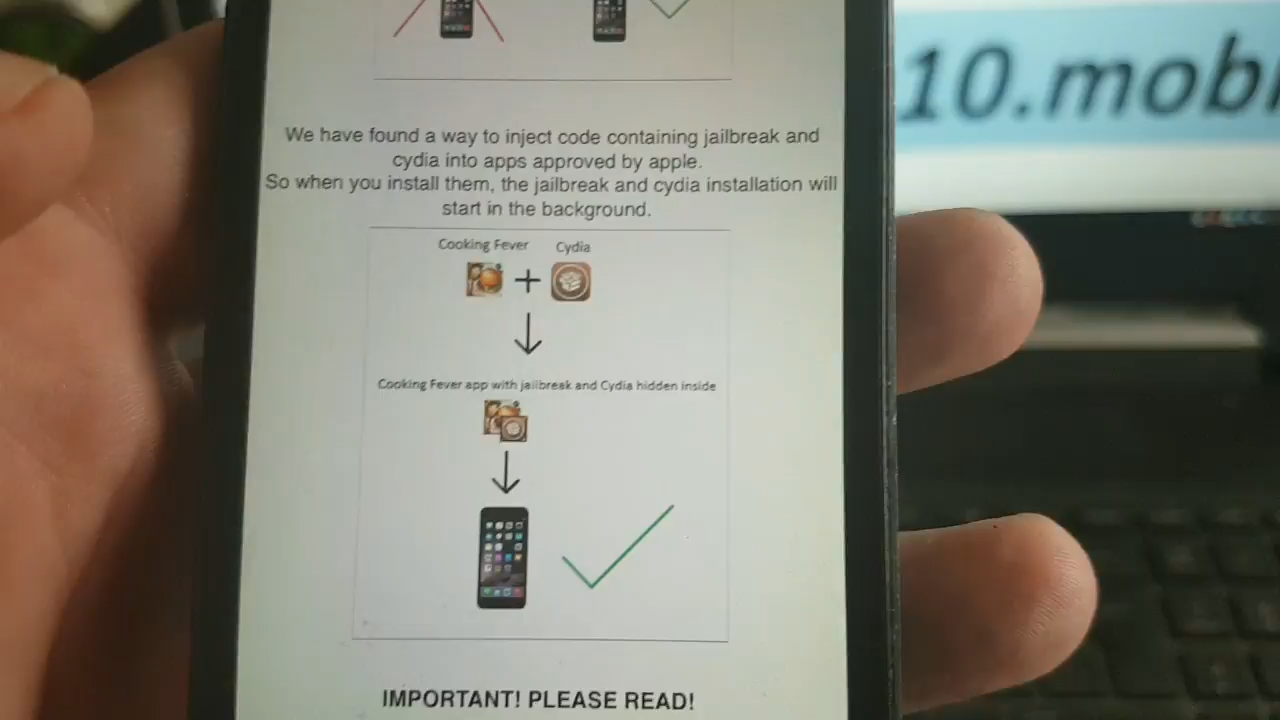 10.mobi
We have found a way to inject code containing jailbreak and
cydia into apps approved by apple.
So when you install them, the jailbreak and cydia installation will
start in the background.
Cooking Fever Cydia
+
Cooking Fever app with jailbreak and Cydia hidden inside
IMPORTANT! PLEASE READ!